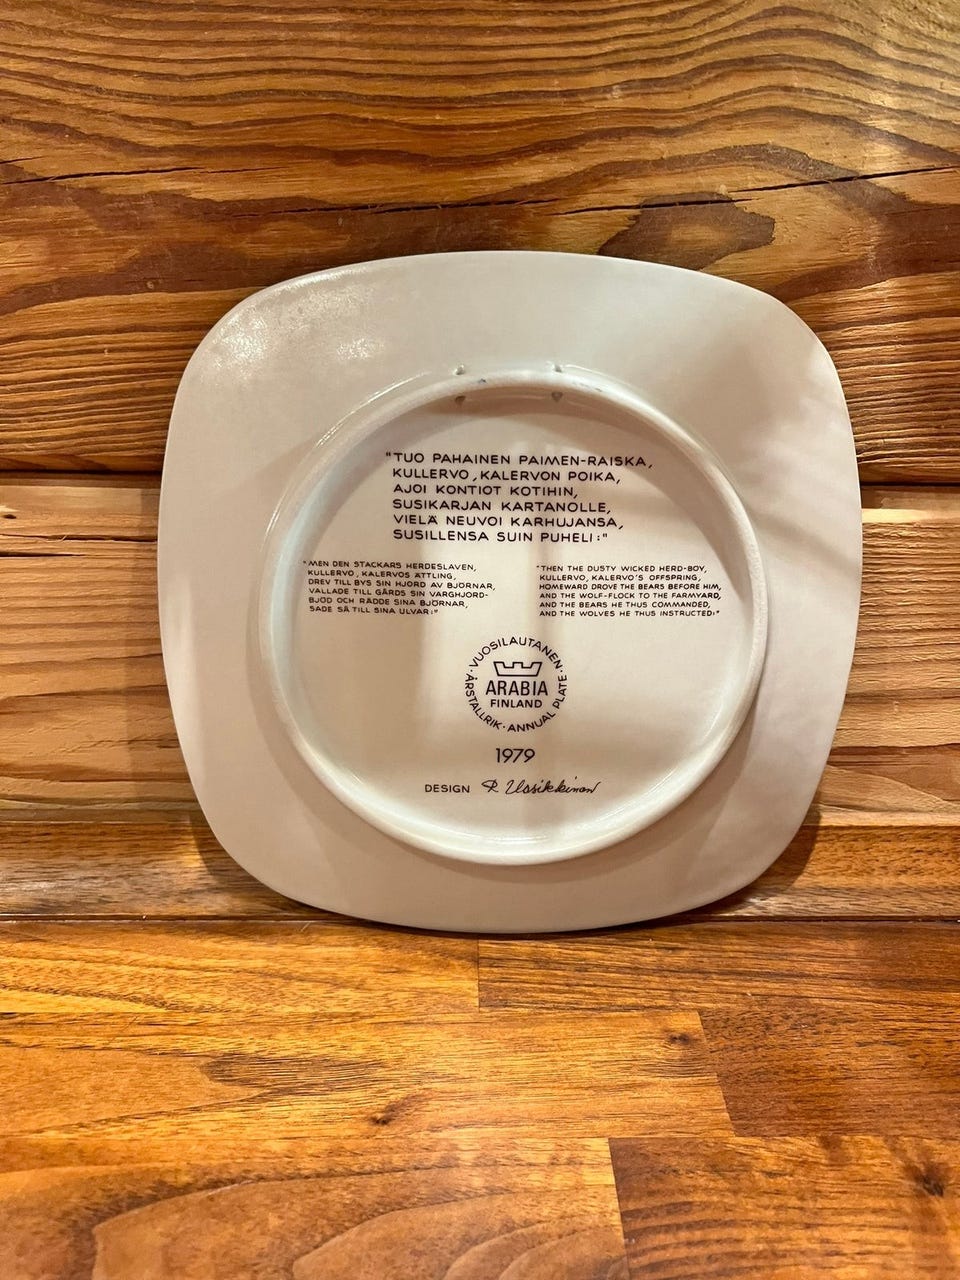 "TUO PAHAINEN PAIMEN-RAISKA,
KULLERVO, KALERVON POIKA,
AJOI KONTIOT KOTIHIN,
SUSIKARJAN KARTANOLLE,
VIELÄ NEUVOI KARHUJANSA,
SUSILLENSA SUIN PUHELI:"
"MEN DEN STACKARS HERDESLAVEN,
KULLERVO, KALERVOS ÄTTLING,
DREV TILL BYS SIN HJORD AV BJÖRNAR,
VALLADE TILL GÅRDS SIN VARGHJORD-
BJÖD OCH RÅDDE SINA BJÖRNAR,
SADE SÅ TILL SINA ULVAR:"
"THEN THE DUSTY WICKED HERD-BOY,
KULLERVO, KALERVO'S OFFSPRING,
HOMEWARD DROVE THE BEARS BEFORE HIM,
AND THE WOLF-FLOCK TO THE FARMYARD,
AND THE BEARS HE THUS COMMANDED,
AND THE WOLVES HE THUS INSTRUCTED:"
·VUOSILAUTANEN·
ARABIA
FINLAND
ÅRSTALLRIK·ANNUAL PLATE
1979
DESIGN R. Uosikkinen